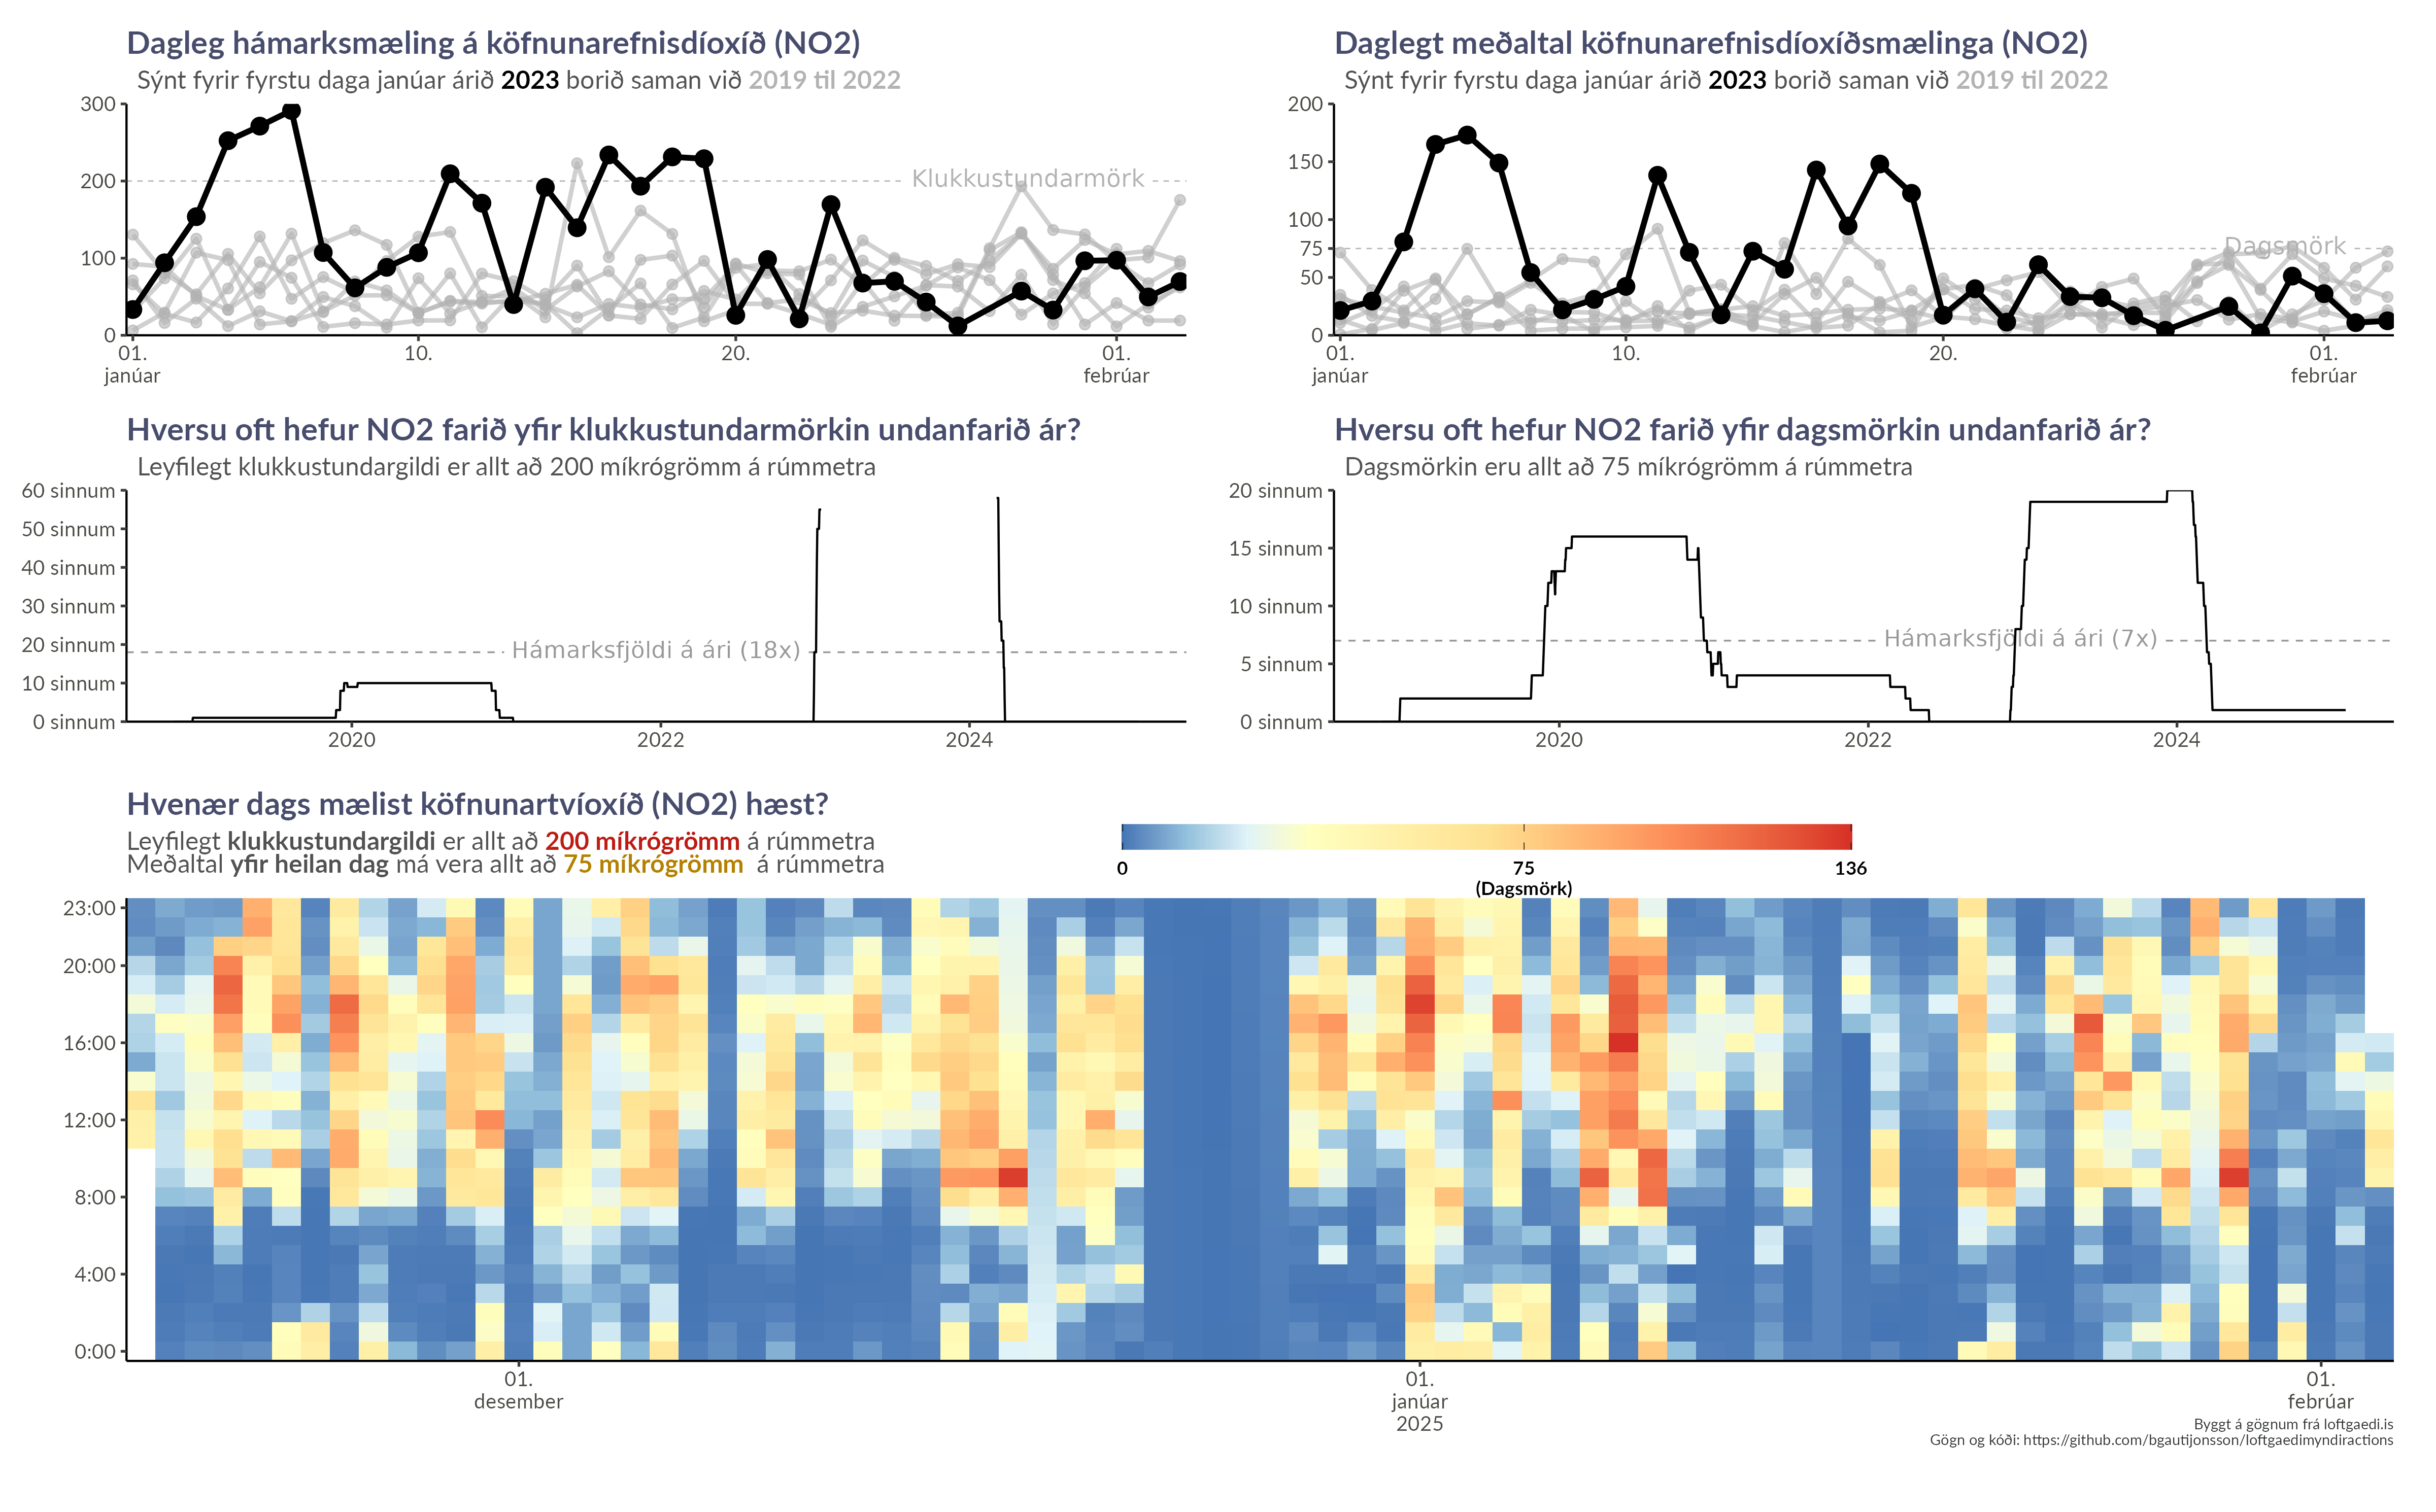 Dagleg hámarksmæling á köfnunarefnisdíoxíð (NO2)
Sýnt fyrir fyrstu daga janúar árið 2023 borið saman við 2019 til 2022
300
200
100
0
Klukkustundarmörk
01.
janúar
10.
20.
01.
febrúar
Daglegt meðaltal köfnunarefnisdíoxíðsmælinga (NO2)
Sýnt fyrir fyrstu daga janúar árið 2023 borið saman við 2019 til 2022
200
150
100
75
50
0
Dagsmörk
01.
janúar
10.
20.
01.
febrúar
Hversu oft hefur NO2 farið yfir klukkustundarmörkin undanfarið ár?
Leyfilegt klukkustundargildi er allt að 200 míkrógrömm á rúmmetra
60 sinnum
50 sinnum
40 sinnum
30 sinnum
20 sinnum
10 sinnum
0 sinnum
Hámarksfjöldi á ári (18x)
2020
2022
2024
Hversu oft hefur NO2 farið yfir dagsmörkin undanfarið ár?
Dagsmörkin eru allt að 75 míkrógrömm á rúmmetra
20 sinnum
15 sinnum
10 sinnum
5 sinnum
0 sinnum
Hámarksfjöldi á ári (7x)
2020
2022
2024
Hvenær dags mælist köfnunartvíoxíð (NO2) hæst?
Leyfilegt klukkustundargildi er allt að 200 míkrógrömm á rúmmetra
Meðaltal yfir heilan dag má vera allt að 75 míkrógrömm á rúmmetra
0
75
(Dagsmörk)
136
23:00
20:00
16:00
12:00
8:00
4:00
0:00
01.
desember
01.
janúar
2025
01.
febrúar
Byggt á gögnum frá loftgaedi.is
Gögn og kóði: https://github.com/bgautijonsson/loftgaedimyndiractions